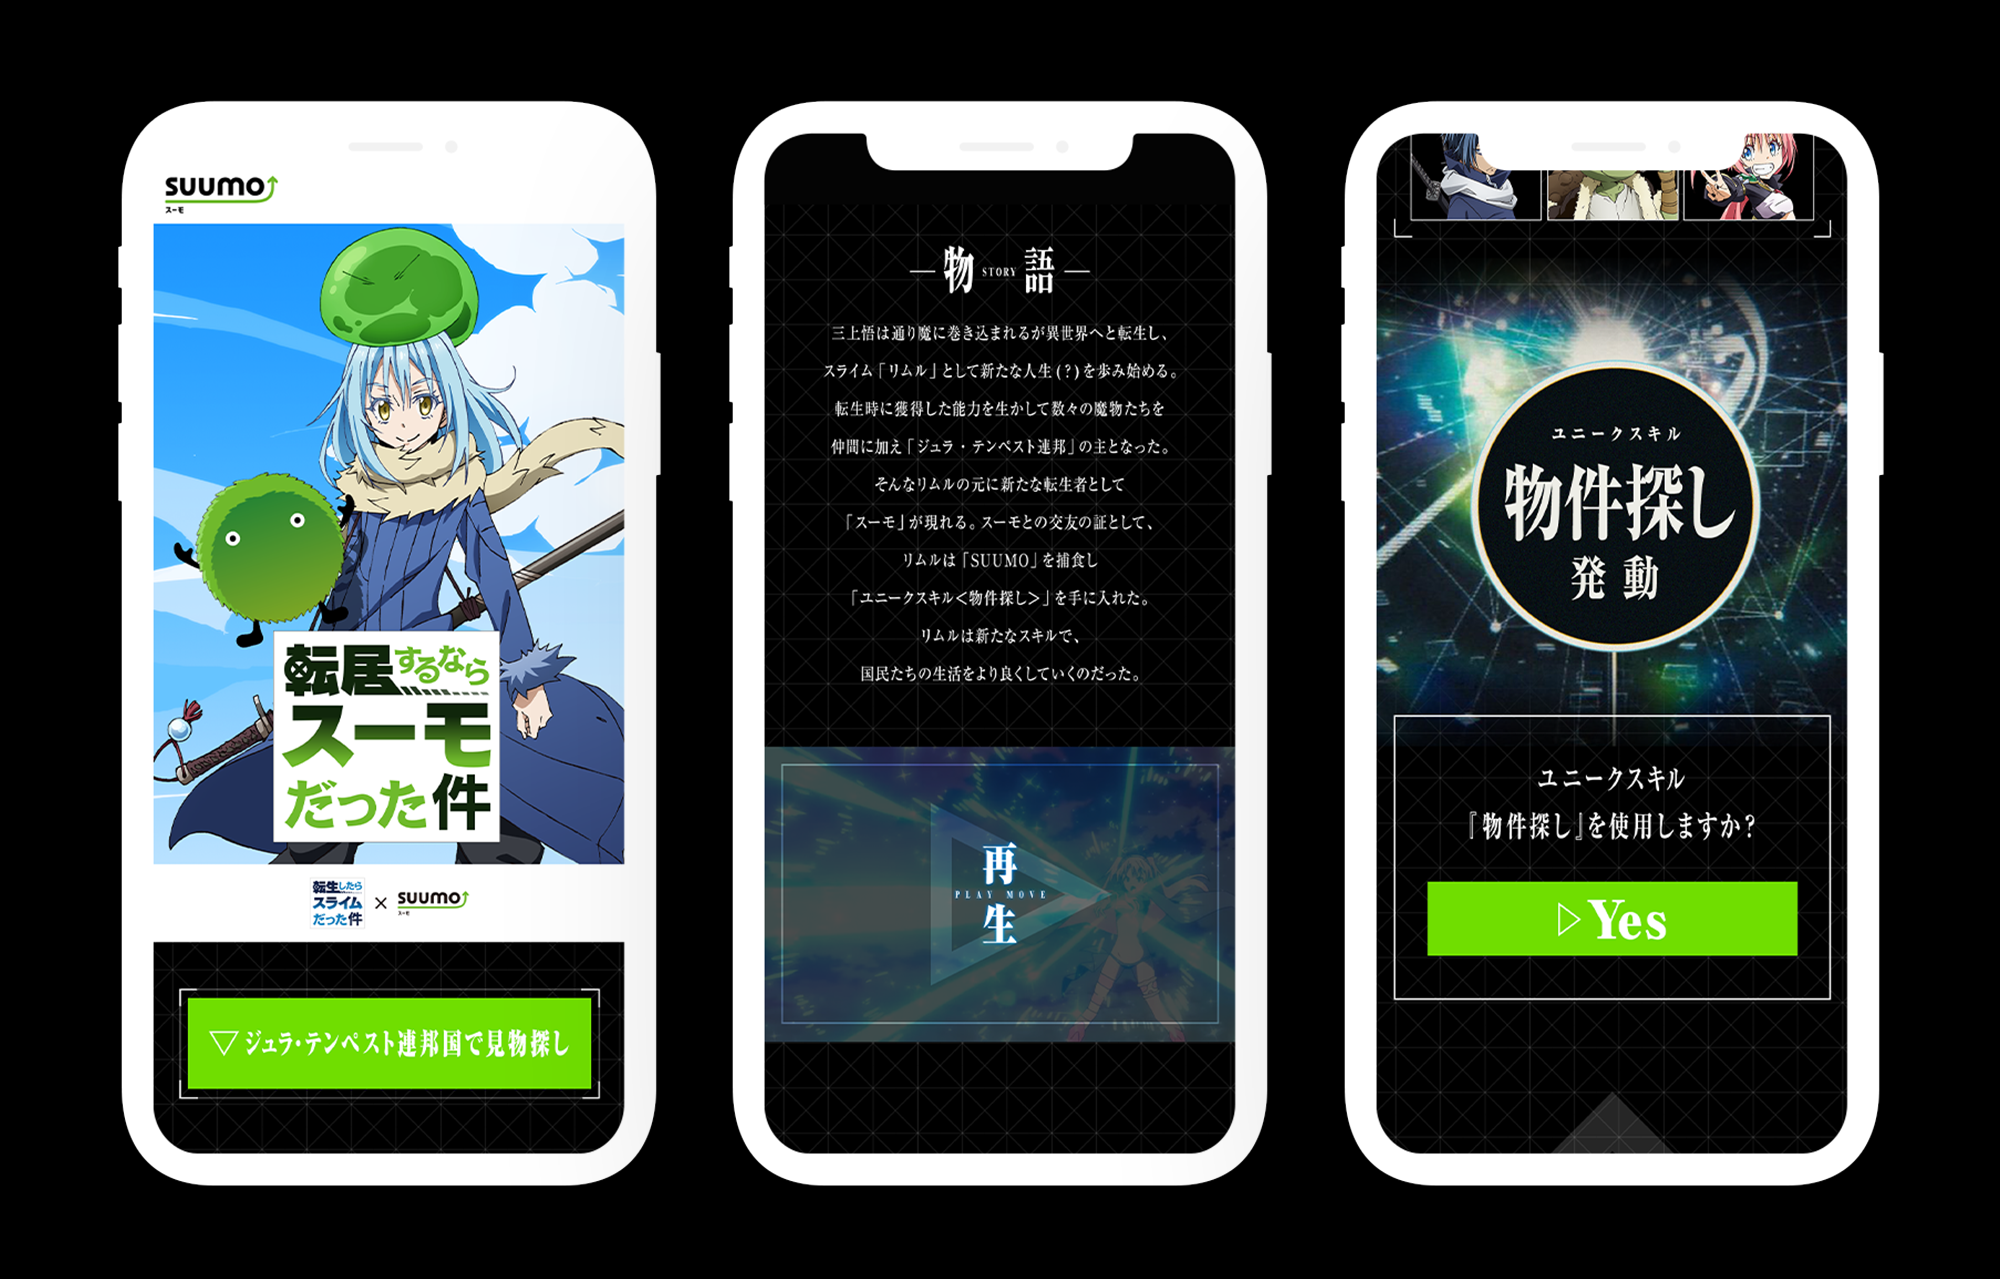 SUUMO
スーモ
転居するなら
スーモ
だった件
転生したら
スライム
だった件
×
SUUMO
スーモ
▽ジュラ・テンペスト連邦国で見物探し
物 STORY 語
三上悟は通り魔に巻き込まれるが異世界へと転生し、
スライム「リムル」として新たな人生(?)を歩み始める。
転生時に獲得した能力を生かして数々の魔物たちを
仲間に加え「ジュラ・テンペスト連邦」の主となった。
そんなリムルの元に新たな転生者として
「スーモ」が現れる。スーモとの交友の証として、
リムルは「SUUMO」を捕食し
「ユニークスキル<物件探し>」を手に入れた。
リムルは新たなスキルで、
国民たちの生活をより良くしていくのだった。
再
PLAY MOVE
生
ユニークスキル
物件探し
発動
ユニークスキル
『物件探し』を使用しますか?
▷Yes